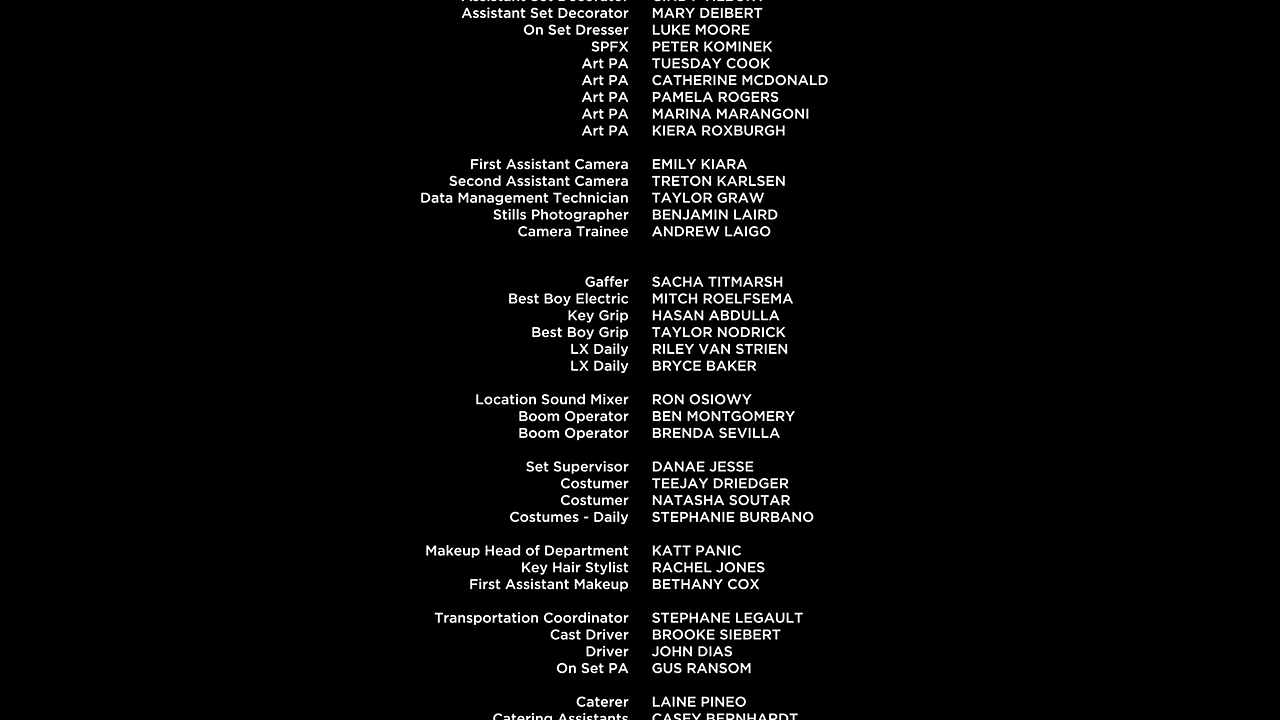 Assistant Set Decorator MARY DEIBERT
On Set Dresser LUKE MOORE
SPFX PETER KOMINEK
Art PA TUESDAY COOK
Art PA CATHERINE MCDONALD
Art PA PAMELA ROGERS
Art PA MARINA MARANGONI
Art PA KIERA ROXBURGH
First Assistant Camera EMILY KIARA
Second Assistant Camera TRETON KARLSEN
Data Management Technician TAYLOR GRAW
Stills Photographer BENJAMIN LAIRD
Camera Trainee ANDREW LAIGO
Gaffer SACHA TITMARSH
Best Boy Electric MITCH ROELFSEMA
Key Grip HASAN ABDULLA
Best Boy Grip TAYLOR NODRICK
LX Daily RILEY VAN STRIEN
LX Daily BRYCE BAKER
Location Sound Mixer RON OSIOWY
Boom Operator BEN MONTGOMERY
Boom Operator BRENDA SEVILLA
Set Supervisor DANAE JESSE
Costumer TEEJAY DRIEDGER
Costumer NATASHA SOUTAR
Costumes - Daily STEPHANIE BURBANO
Makeup Head of Department KATT PANIC
Key Hair Stylist RACHEL JONES
First Assistant Makeup BETHANY COX
Transportation Coordinator STEPHANE LEGAULT
Cast Driver BROOKE SIEBERT
Driver JOHN DIAS
On Set PA GUS RANSOM
Caterer LAINE PINEO
Catering Assistants CASEY BERNHARDT